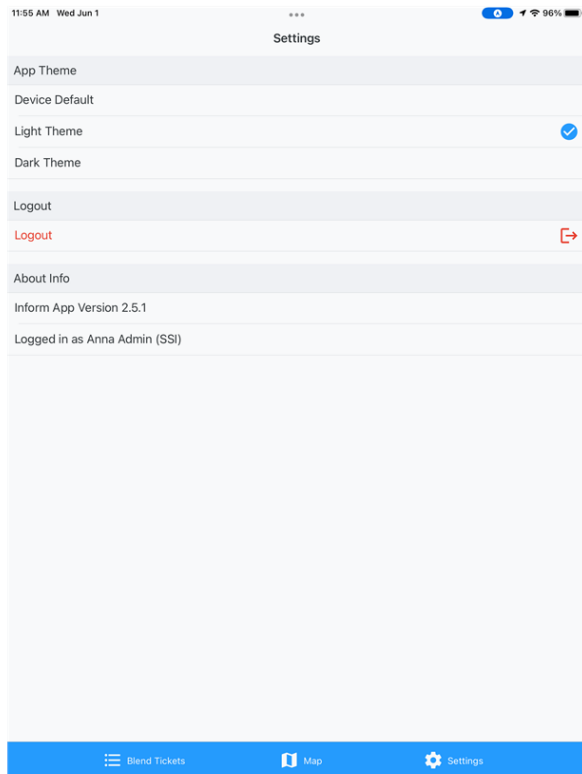 11:55 AM Wed Jun 1 96%
Settings
App Theme
Device Default
Light Theme
Dark Theme
Logout
Logout
About Info
Inform App Version 2.5.1
Logged in as Anna Admin (SSI)
Blend Tickets Map Settings